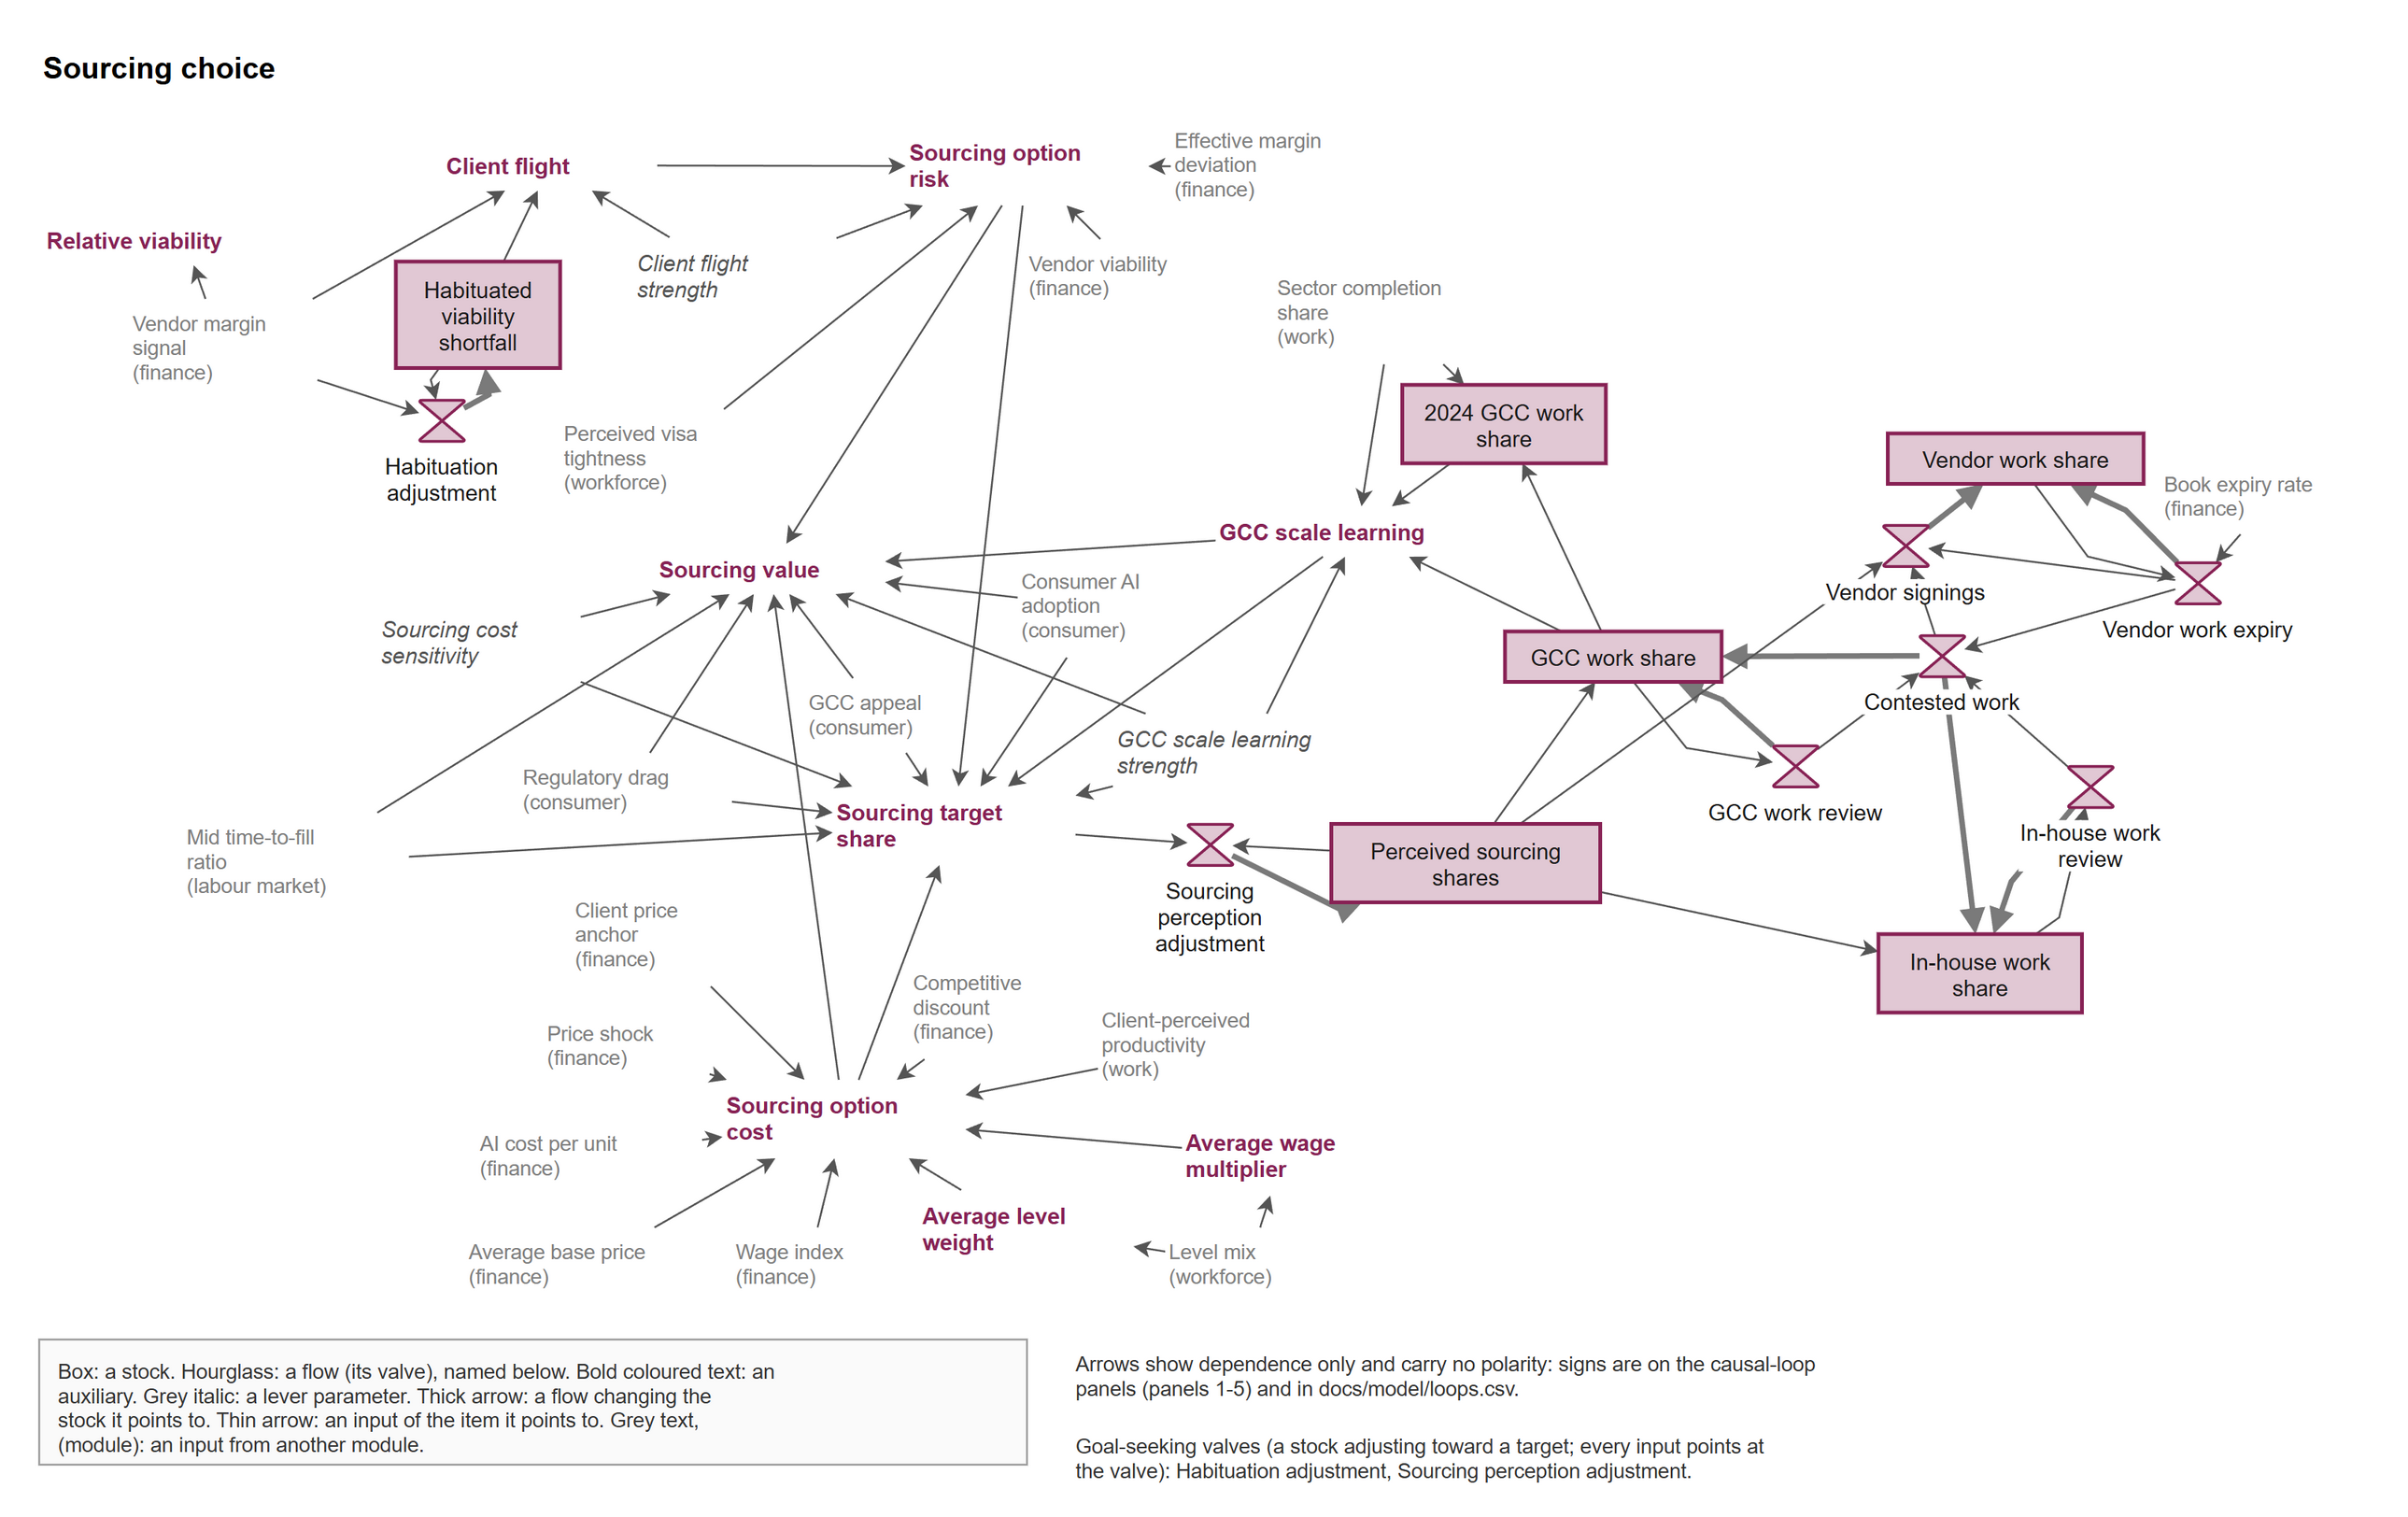 Sourcing choice
Client flight
Sourcing option
risk
Effective margin
deviation
(finance)
Relative viability
Client flight
strength
Vendor viability
(finance)
Habituated
viability
shortfall
Vendor margin
signal
(finance)
Sector completion
share
(work)
Habituation
adjustment
Perceived visa
tightness
(workforce)
2024 GCC work
share
Vendor work share
Book expiry rate
(finance)
GCC scale learning
Sourcing value
Consumer AI
adoption
(consumer)
Vendor signings
Vendor work expiry
Sourcing cost
sensitivity
GCC work share
GCC appeal
(consumer)
Contested work
GCC scale learning
strength
Regulatory drag
(consumer)
Sourcing target
share
GCC work review
In-house work
review
Mid time-to-fill
ratio
(labour market)
Perceived sourcing
shares
Sourcing
perception
adjustment
Client price
anchor
(finance)
In-house work
share
Competitive
discount
(finance)
Price shock
(finance)
Client-perceived
productivity
(work)
Sourcing option
cost
AI cost per unit
(finance)
Average wage
multiplier
Average level
weight
Average base price
(finance)
Wage index
(finance)
Level mix
(workforce)
Box: a stock. Hourglass: a flow (its valve), named below. Bold coloured text: an
auxiliary. Grey italic: a lever parameter. Thick arrow: a flow changing the
stock it points to. Thin arrow: an input of the item it points to. Grey text,
(module): an input from another module.
Arrows show dependence only and carry no polarity: signs are on the causal-loop
panels (panels 1-5) and in docs/model/loops.csv.
Goal-seeking valves (a stock adjusting toward a target; every input points at
the valve): Habituation adjustment, Sourcing perception adjustment.